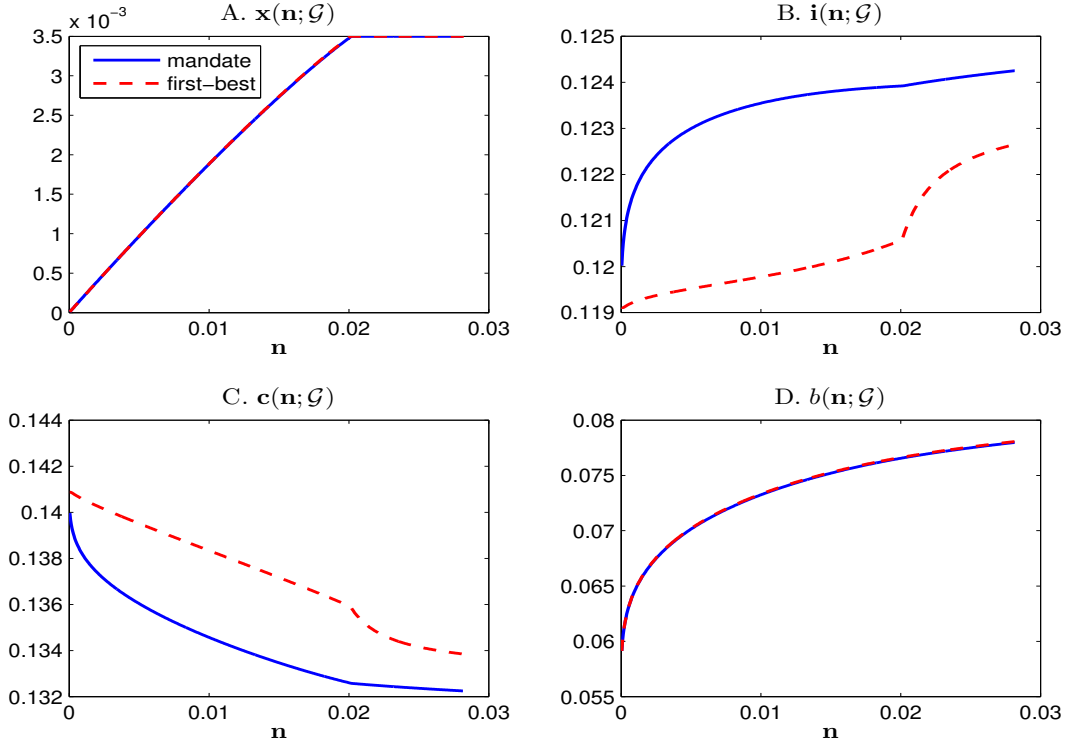 A. x(n; 𝒢)
x 10⁻³
3.5
3
2.5
2
1.5
1
0.5
0
0 0.01 0.02 0.03
n
mandate
first−best
B. i(n; 𝒢)
0.125
0.124
0.123
0.122
0.121
0.12
0.119
0 0.01 0.02 0.03
n
C. c(n; 𝒢)
0.144
0.142
0.14
0.138
0.136
0.134
0.132
0 0.01 0.02 0.03
n
D. b(n; 𝒢)
0.08
0.075
0.07
0.065
0.06
0.055
0 0.01 0.02 0.03
n